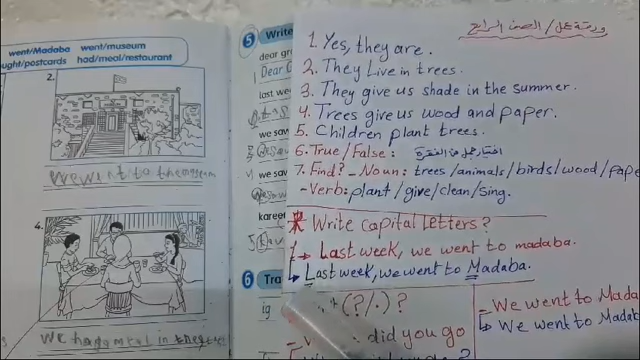 went/Madaba went/museum
ught/postcards had/meal/restaurant
2.
We went to the
4.
We
in the
5 Write
dear gr
Dear
last we
we saw
we saw
karee
6 Tra
ig
ورقة عمل / الصف الرابع
1. Yes, they are.
2. They Live in trees.
3. They give us shade in the summer.
4. Trees give us wood and paper.
5. Children plant trees.
6. True/False:
7. Find? - Noun: trees/animals/birds/wood/pape
- Verb: plant/give/clean/sing.
Write capital Letters?
Last week, we went to madaba.
Last week, we went to Madaba.
(?/.)?
did you go
- We went to Mada
We went to Madab